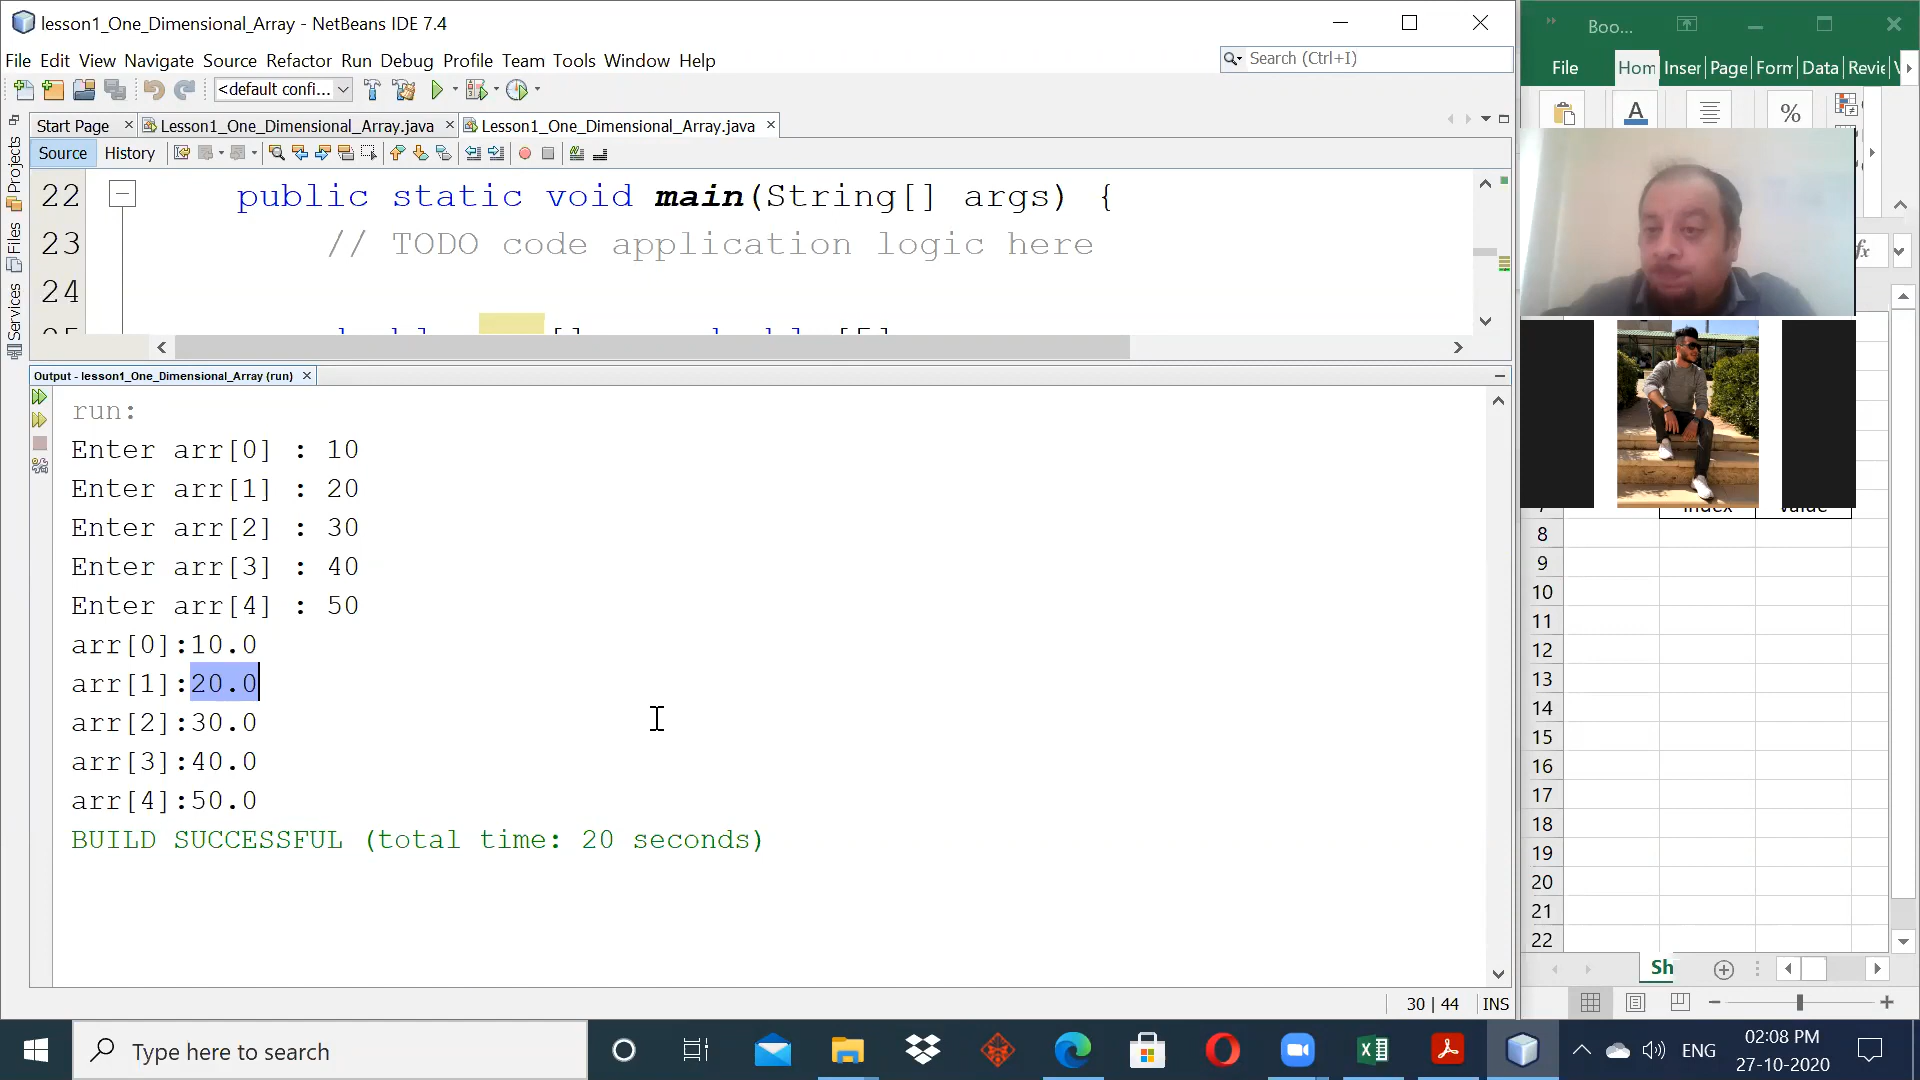 lesson1_One_Dimensional_Array - NetBeans IDE 7.4
File Edit View Navigate Source Refactor Run Debug Profile Team Tools Window Help
Search (Ctrl+I)
<default confi...
Start Page
Lesson1_One_Dimensional_Array.java
Lesson1_One_Dimensional_Array.java
Source History
Projects
Files
Services
22 public static void main(String[] args) {
23 // TODO code application logic here
24
Output - lesson1_One_Dimensional_Array (run)
run:
Enter arr[0] : 10
Enter arr[1] : 20
Enter arr[2] : 30
Enter arr[3] : 40
Enter arr[4] : 50
arr[0]:10.0
arr[1]:20.0
arr[2]:30.0
arr[3]:40.0
arr[4]:50.0
BUILD SUCCESSFUL (total time: 20 seconds)
30 | 44 INS
Boo...
File Hom Inser Page Form Data Revie
A
%
fx
8
9
10
11
12
13
14
15
16
17
18
19
20
21
22
Sh
Type here to search
ENG
02:08 PM
27-10-2020